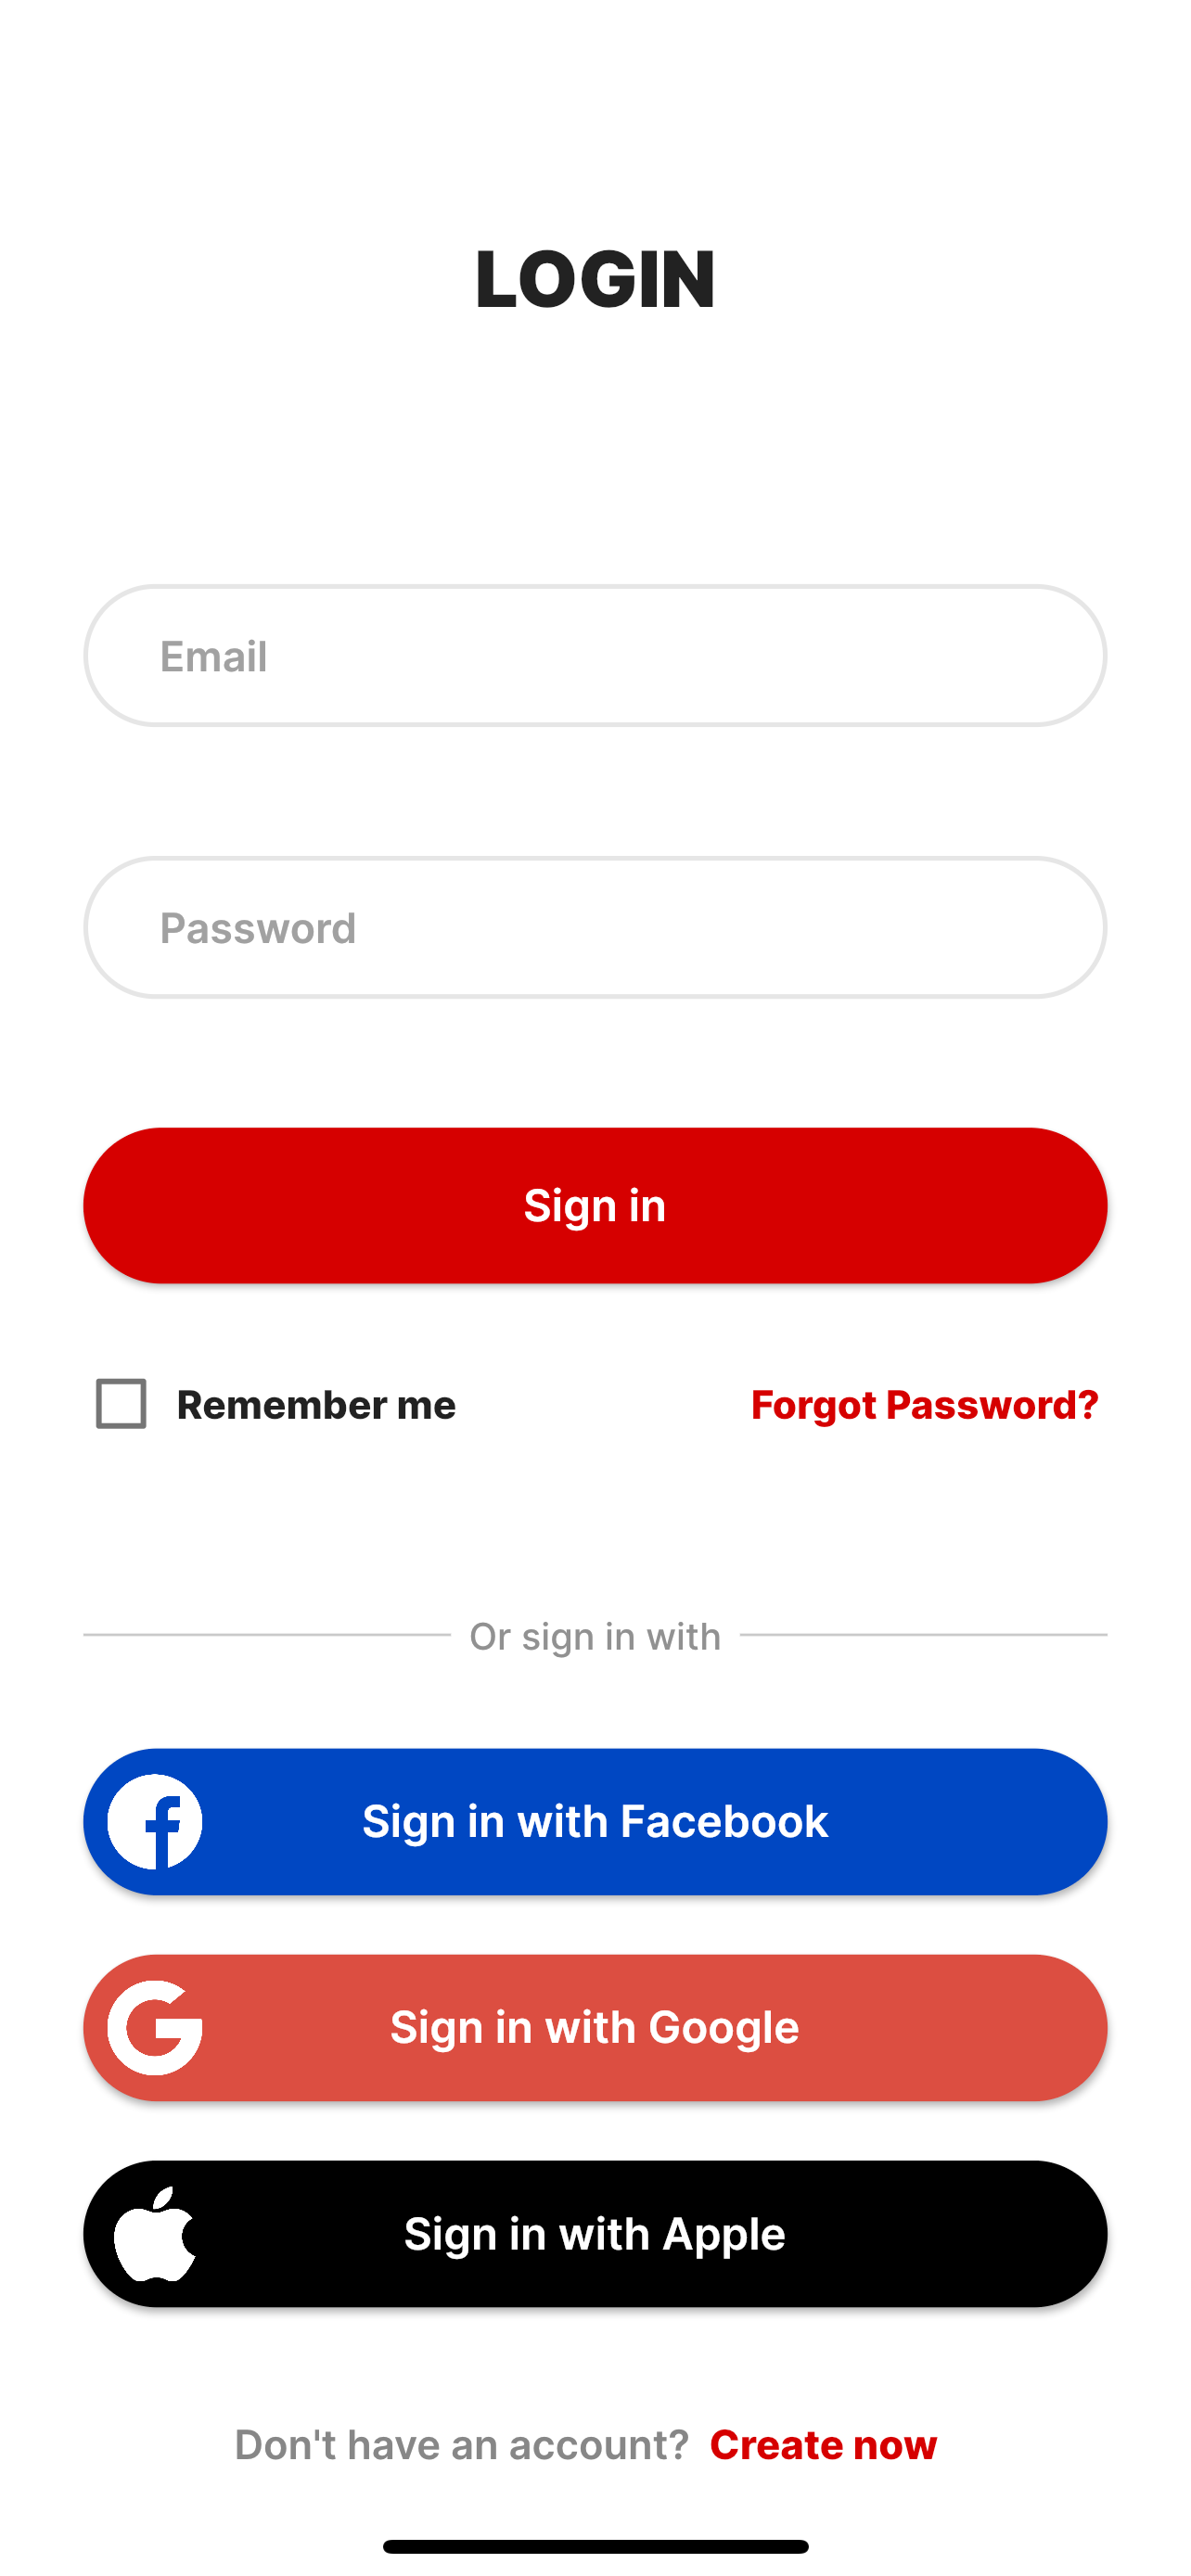 LOGIN
Email
Password
Sign in
Remember me
Forgot Password?
Or sign in with
Sign in with Facebook
Sign in with Google
Sign in with Apple
Don't have an account? Create now